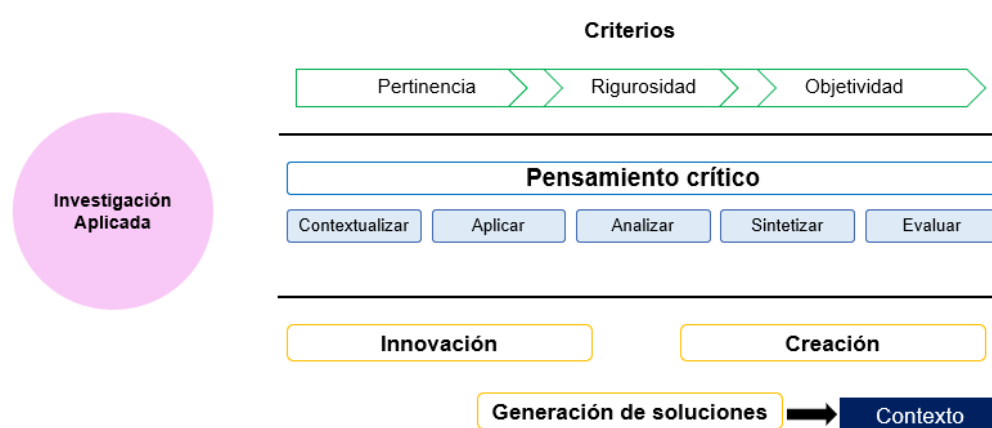 Criterios
Pertinencia
Rigurosidad
Objetividad
Investigación
Aplicada
Pensamiento crítico
Contextualizar
Aplicar
Analizar
Sintetizar
Evaluar
Innovación
Creación
Generación de soluciones
Contexto